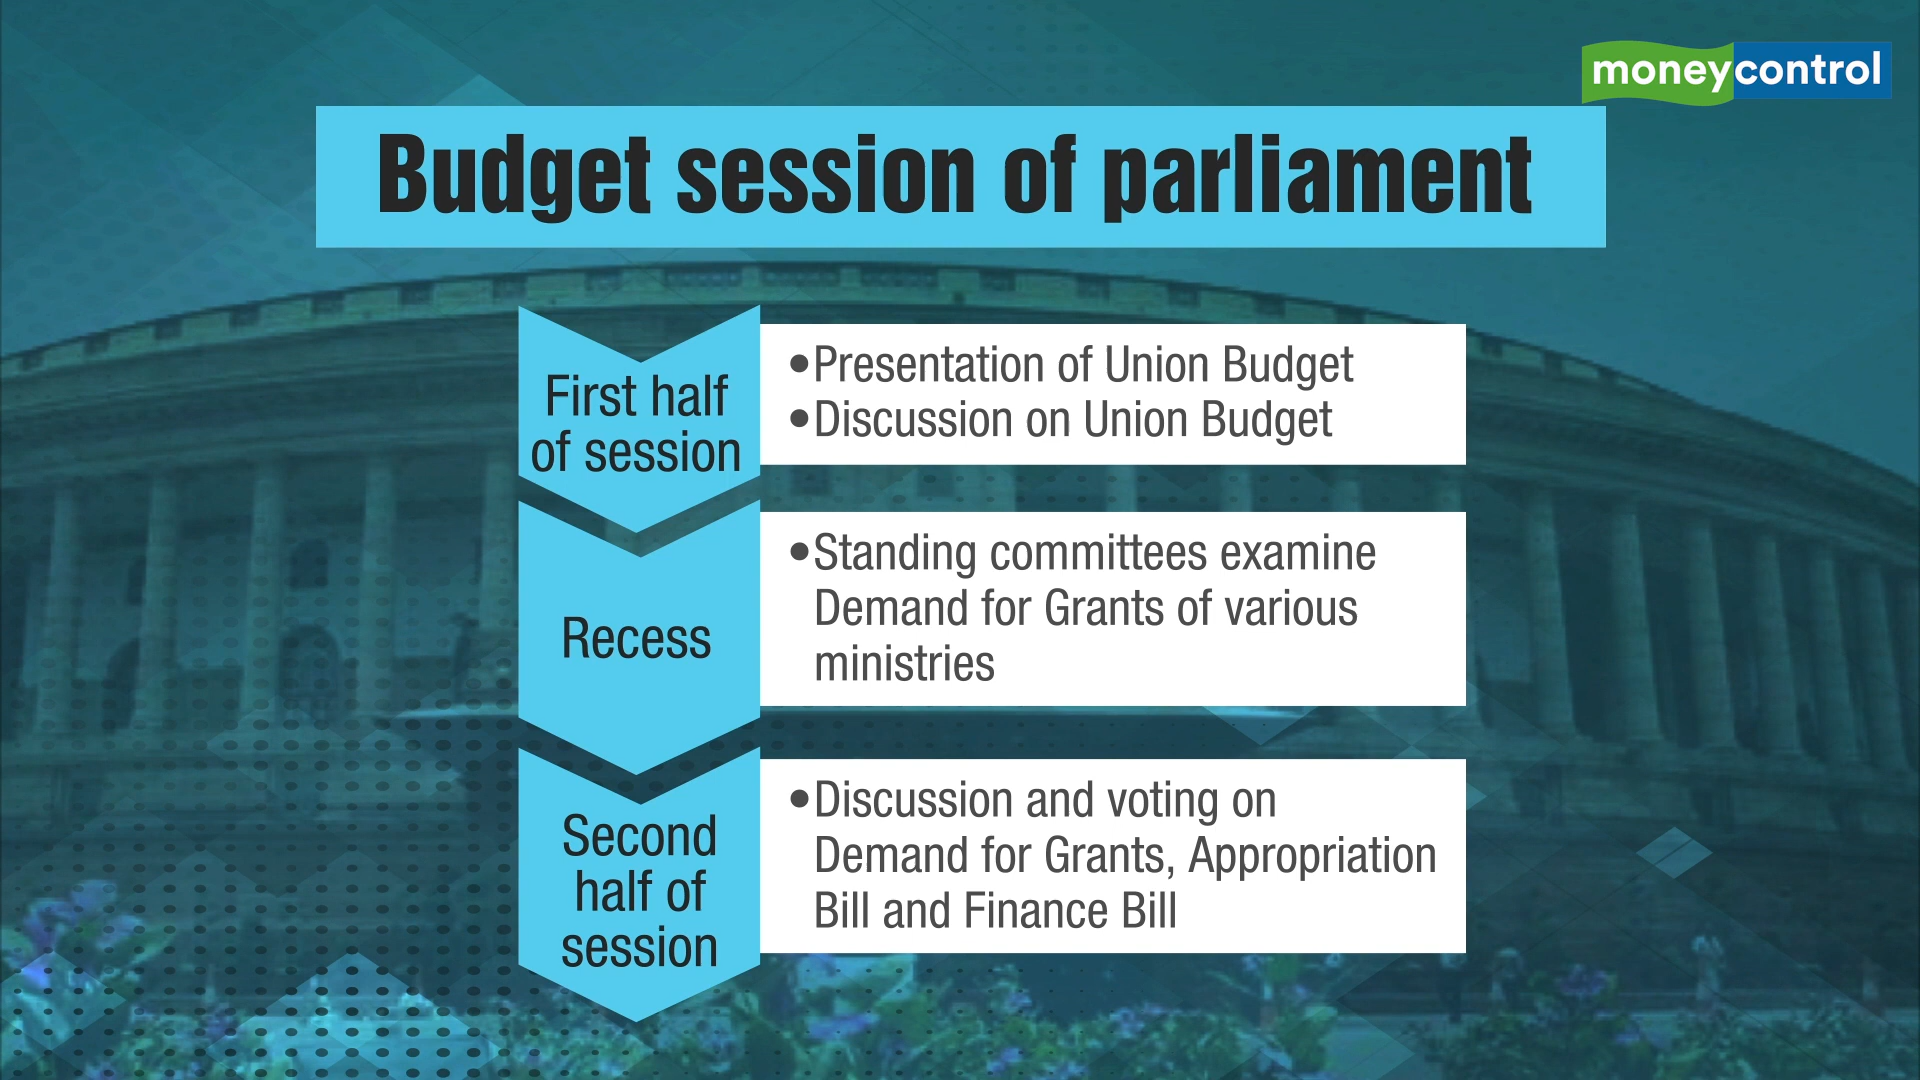 moneycontrol
Budget session of parliament
First half
of session
•Presentation of Union Budget
•Discussion on Union Budget
Recess
•Standing committees examine
Demand for Grants of various
ministries
Second
half of
session
•Discussion and voting on
Demand for Grants, Appropriation
Bill and Finance Bill